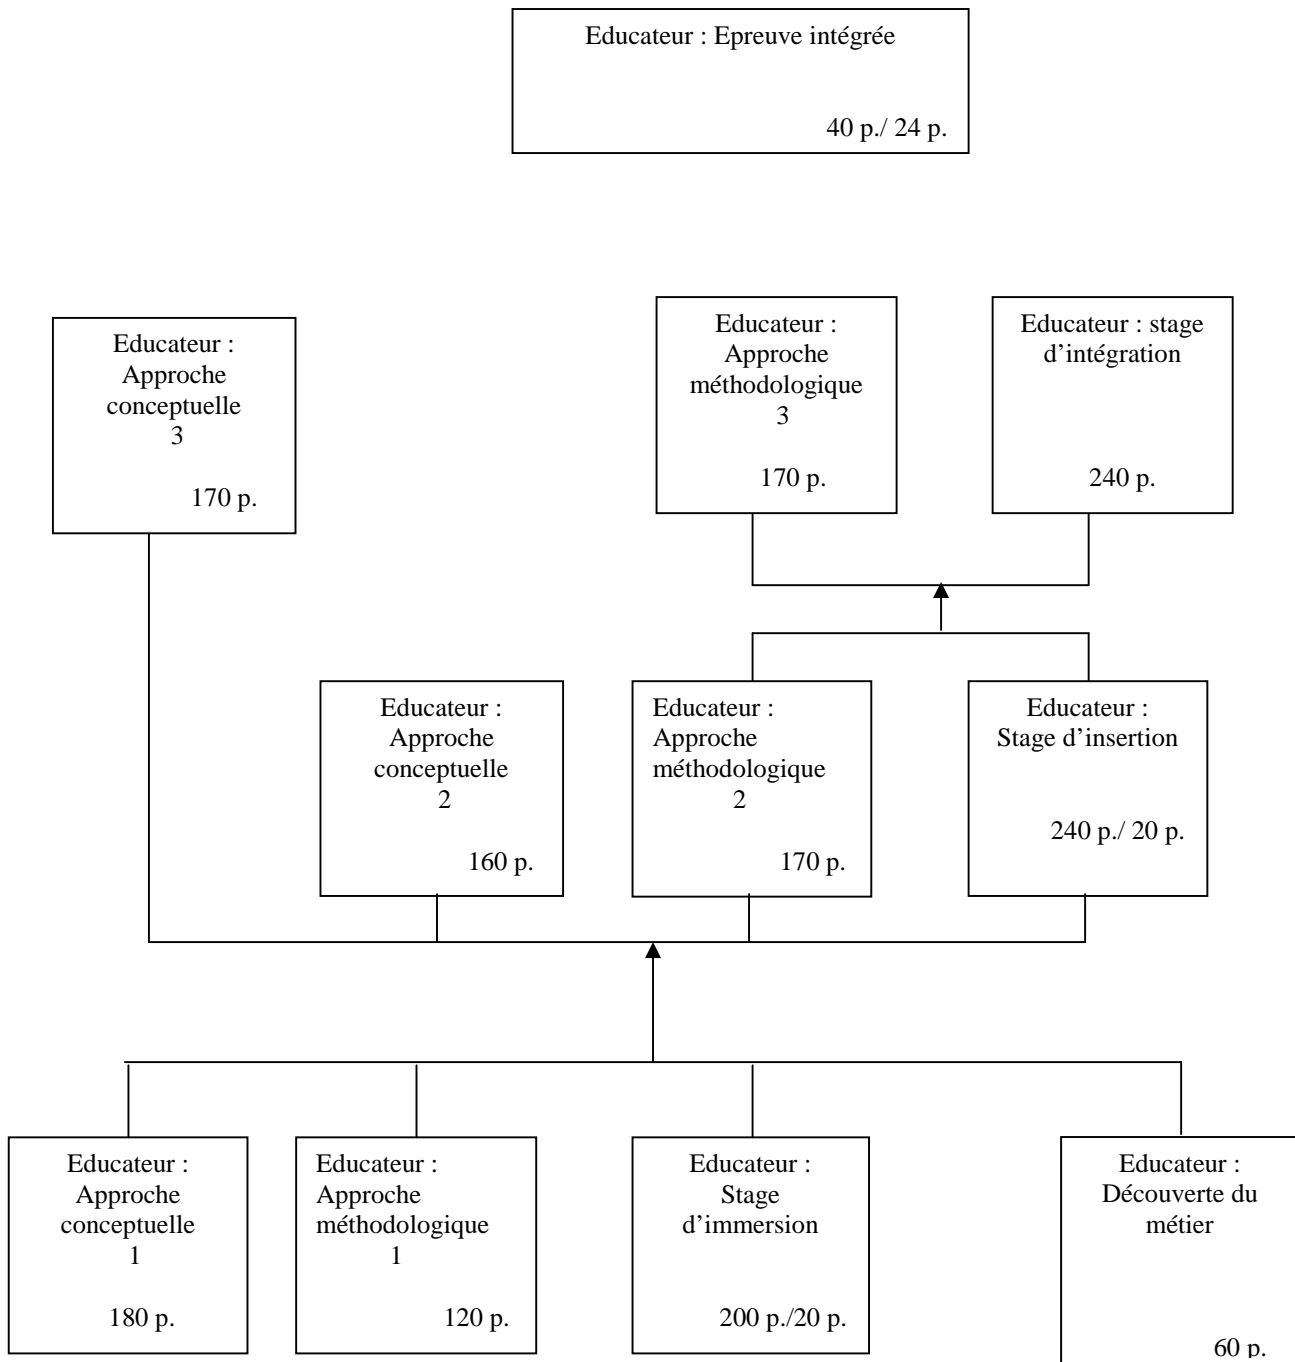 Educateur : Epreuve intégrée
40 p./ 24 p.
Educateur :
Approche
conceptuelle
3
170 p.
Educateur :
Approche
méthodologique
3
170 p.
Educateur : stage
d’intégration
240 p.
Educateur :
Approche
conceptuelle
2
160 p.
Educateur :
Approche
méthodologique
2
170 p.
Educateur :
Stage d’insertion
240 p./ 20 p.
Educateur :
Approche
conceptuelle
1
180 p.
Educateur :
Approche
méthodologique
1
120 p.
Educateur :
Stage
d’immersion
200 p./20 p.
Educateur :
Découverte du
métier
60 p.